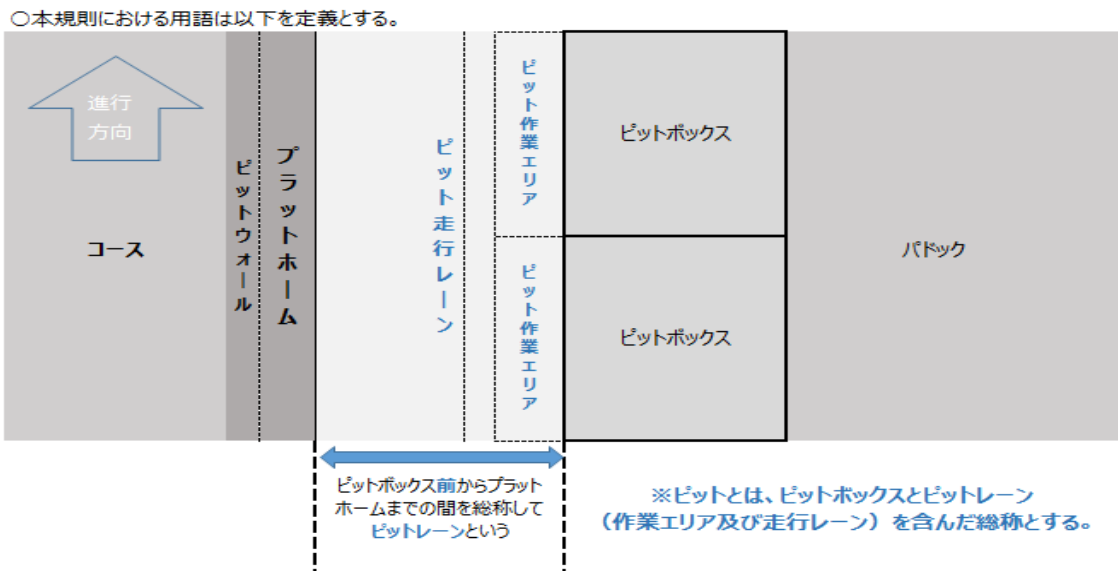 ○本規則における用語は以下を定義とする。
進行
方向
コース
ピットウォール
プラットホーム
ピット走行レーン
ピット作業エリア
ピット作業エリア
ピットボックス
ピットボックス
パドック
ピットボックス前からプラット
ホームまでの間を総称して
ピットレーンという
※ピットとは、ピットボックスとピットレーン
（作業エリア及び走行レーン）を含んだ総称とする。